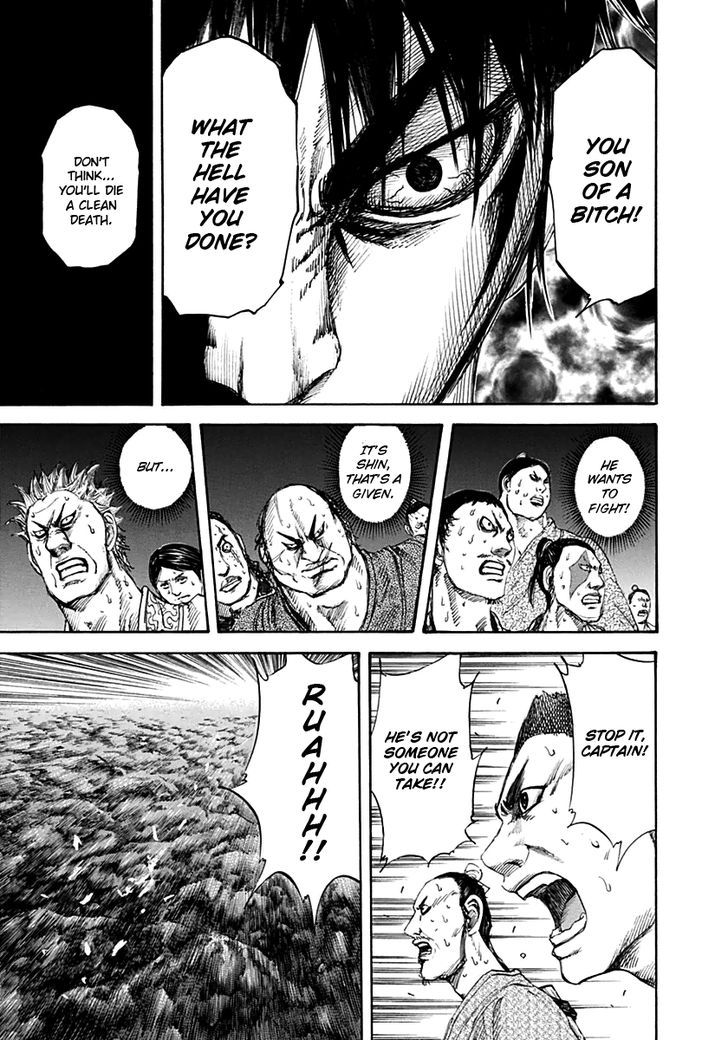 YOU
SON
OF A
BITCH!
WHAT
THE
HELL
HAVE
YOU
DONE?
DON'T
THINK...
YOU'LL DIE
A CLEAN
DEATH.
HE
WANTS
TO
FIGHT!
IT'S
SHIN,
THAT'S A
GIVEN.
BUT...
STOP IT,
CAPTAIN!
HE'S NOT
SOMEONE
YOU CAN
TAKE!!
RUAHHH!!